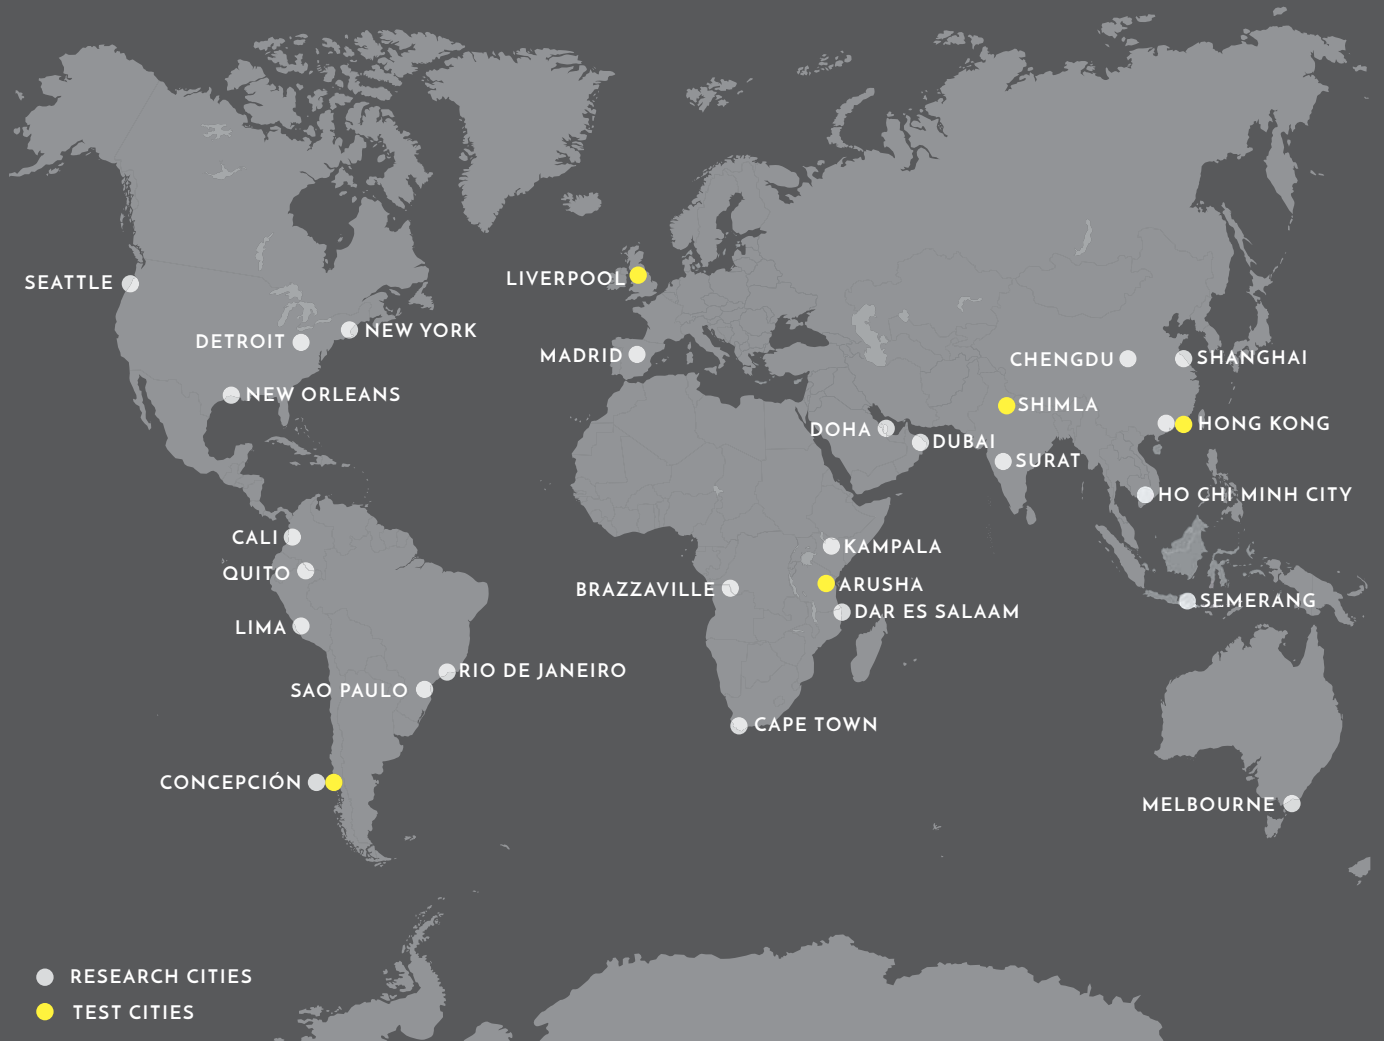 SEATTLE
LIVERPOOL
DETROIT
NEW YORK
MADRID
CHENGDU
SHANGHAI
NEW ORLEANS
SHIMLA
DOHA
DUBAI
HONG KONG
SURAT
HO CHI MINH CITY
CALI
KAMPALA
QUITO
BRAZZAVILLE
ARUSHA
SEMERANG
LIMA
DAR ES SALAAM
RIO DE JANEIRO
SAO PAULO
CAPE TOWN
CONCEPCIÓN
MELBOURNE
RESEARCH CITIES
TEST CITIES